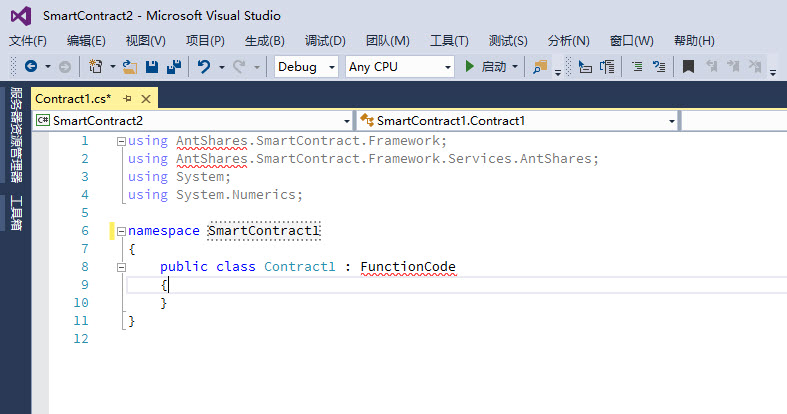 SmartContract2 - Microsoft Visual Studio
文件(F) 编辑(E) 视图(V) 项目(P) 生成(B) 调试(D) 团队(M) 工具(T) 测试(S) 分析(N) 窗口(W) 帮助(H)
Debug Any CPU 启动
服务器资源管理器
工具箱
Contract1.cs*
C# SmartContract2 SmartContract1.Contract1
1 using AntShares.SmartContract.Framework;
2 using AntShares.SmartContract.Framework.Services.AntShares;
3 using System;
4 using System.Numerics;
5
6 namespace SmartContract1
7 {
8 public class Contract1 : FunctionCode
9 {
10 }
11 }
12